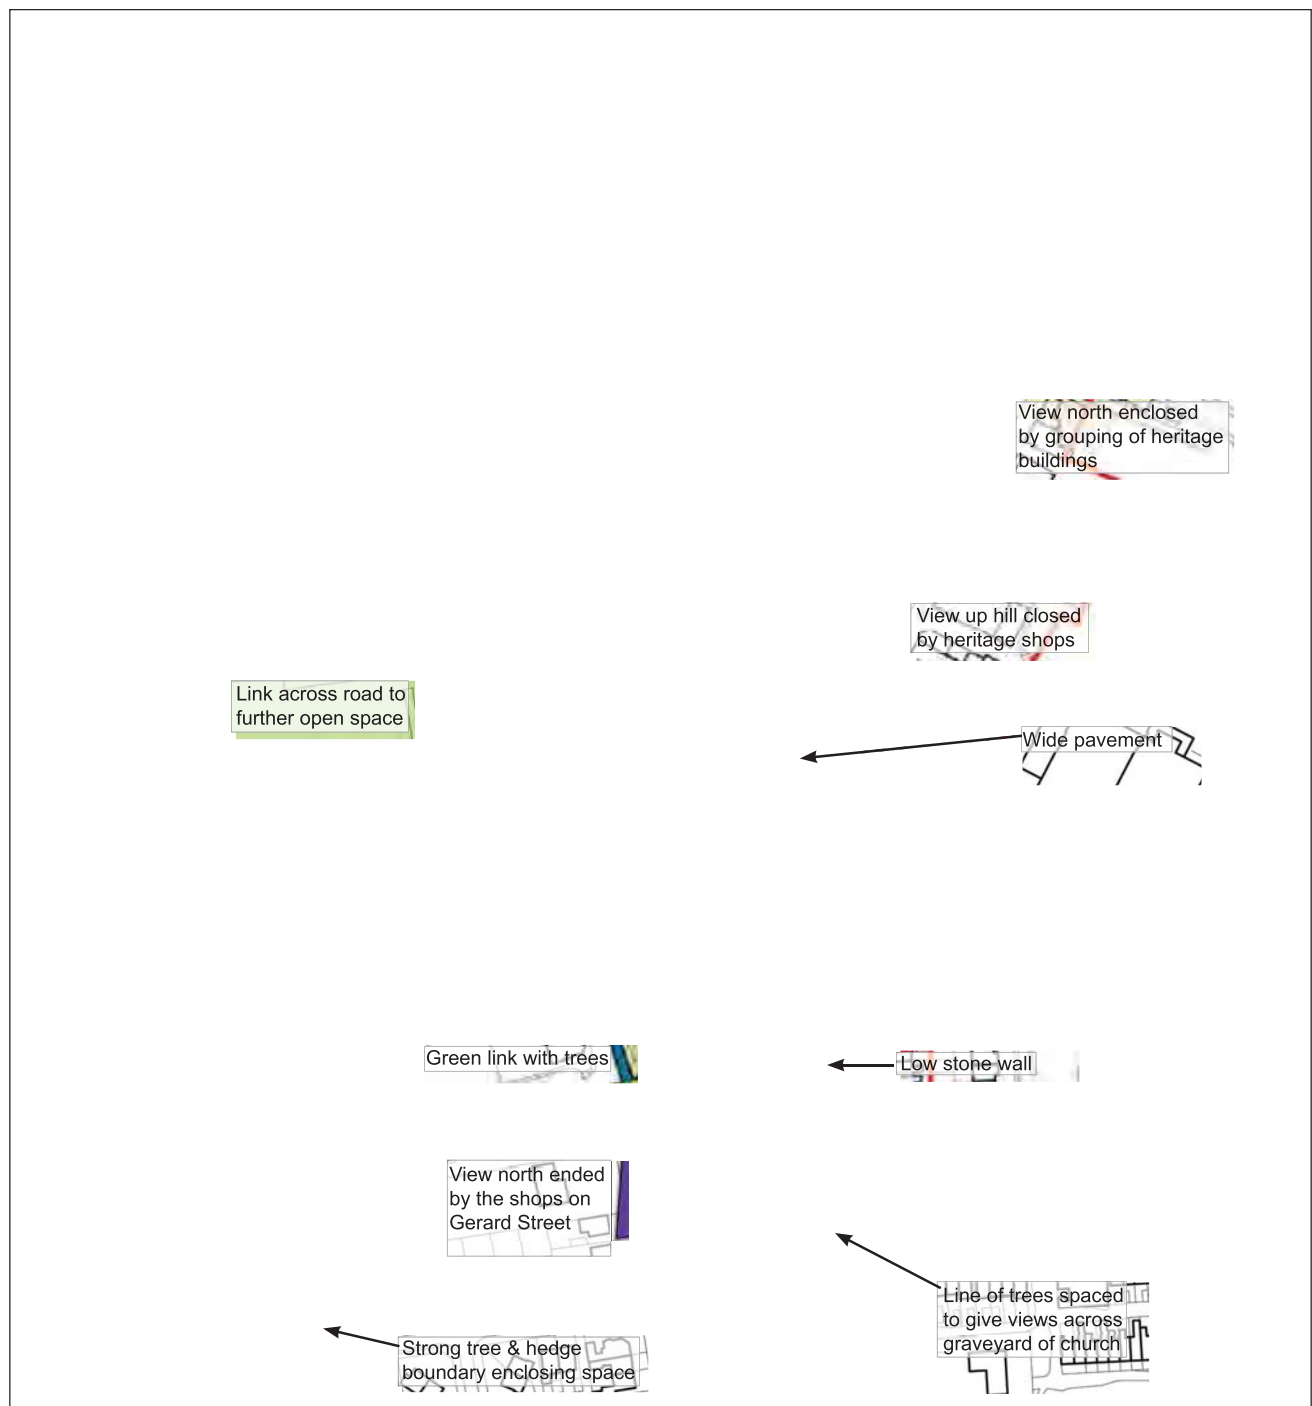 View north enclosed
by grouping of heritage
buildings
View up hill closed
by heritage shops
Link across road to
further open space
Wide pavement
Green link with trees
Low stone wall
View north ended
by the shops on
Gerard Street
Line of trees spaced
to give views across
graveyard of church
Strong tree & hedge
boundary enclosing space